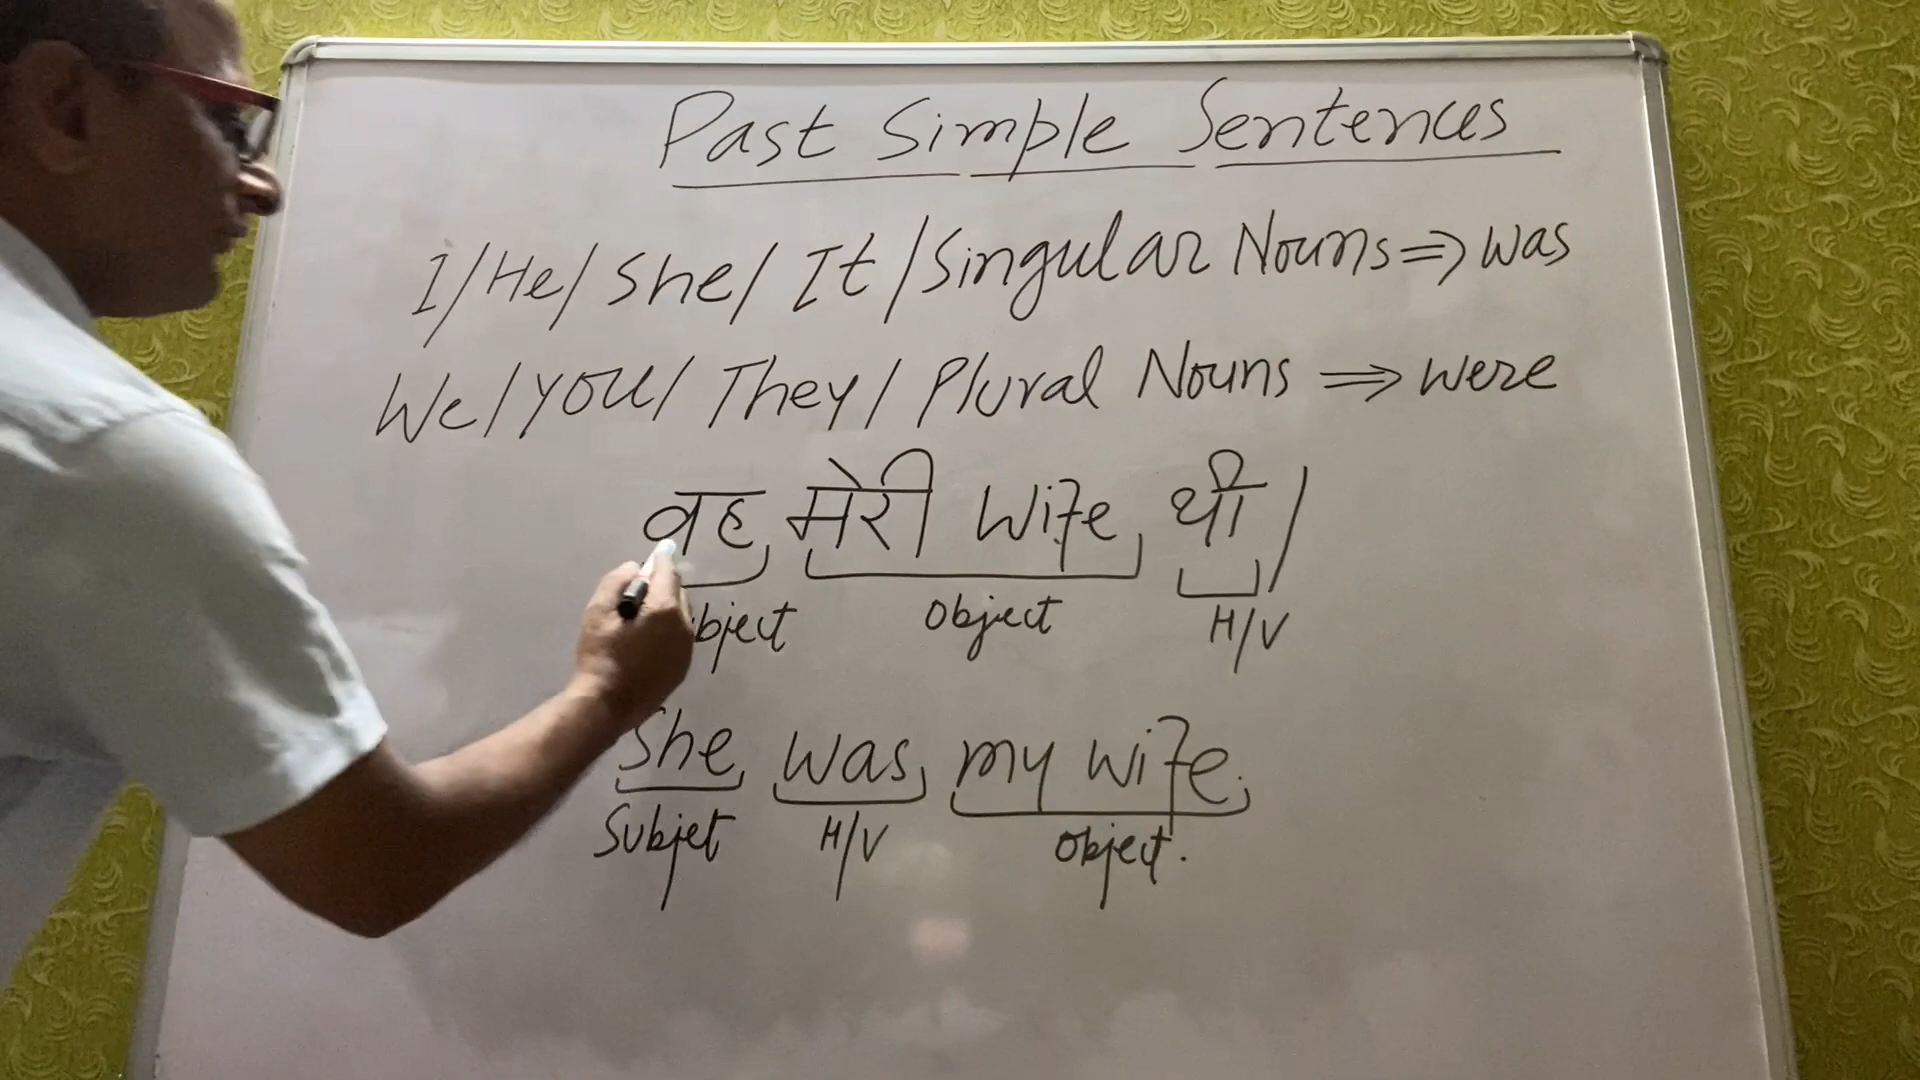 Past Simple Sentences
I/He/She/It/Singular Nouns⇒was
We/you/They/Plural Nouns ⇒ were
वह मेरी wife थी/
bject object H/V
She was my wife.
Subjet H/V object.